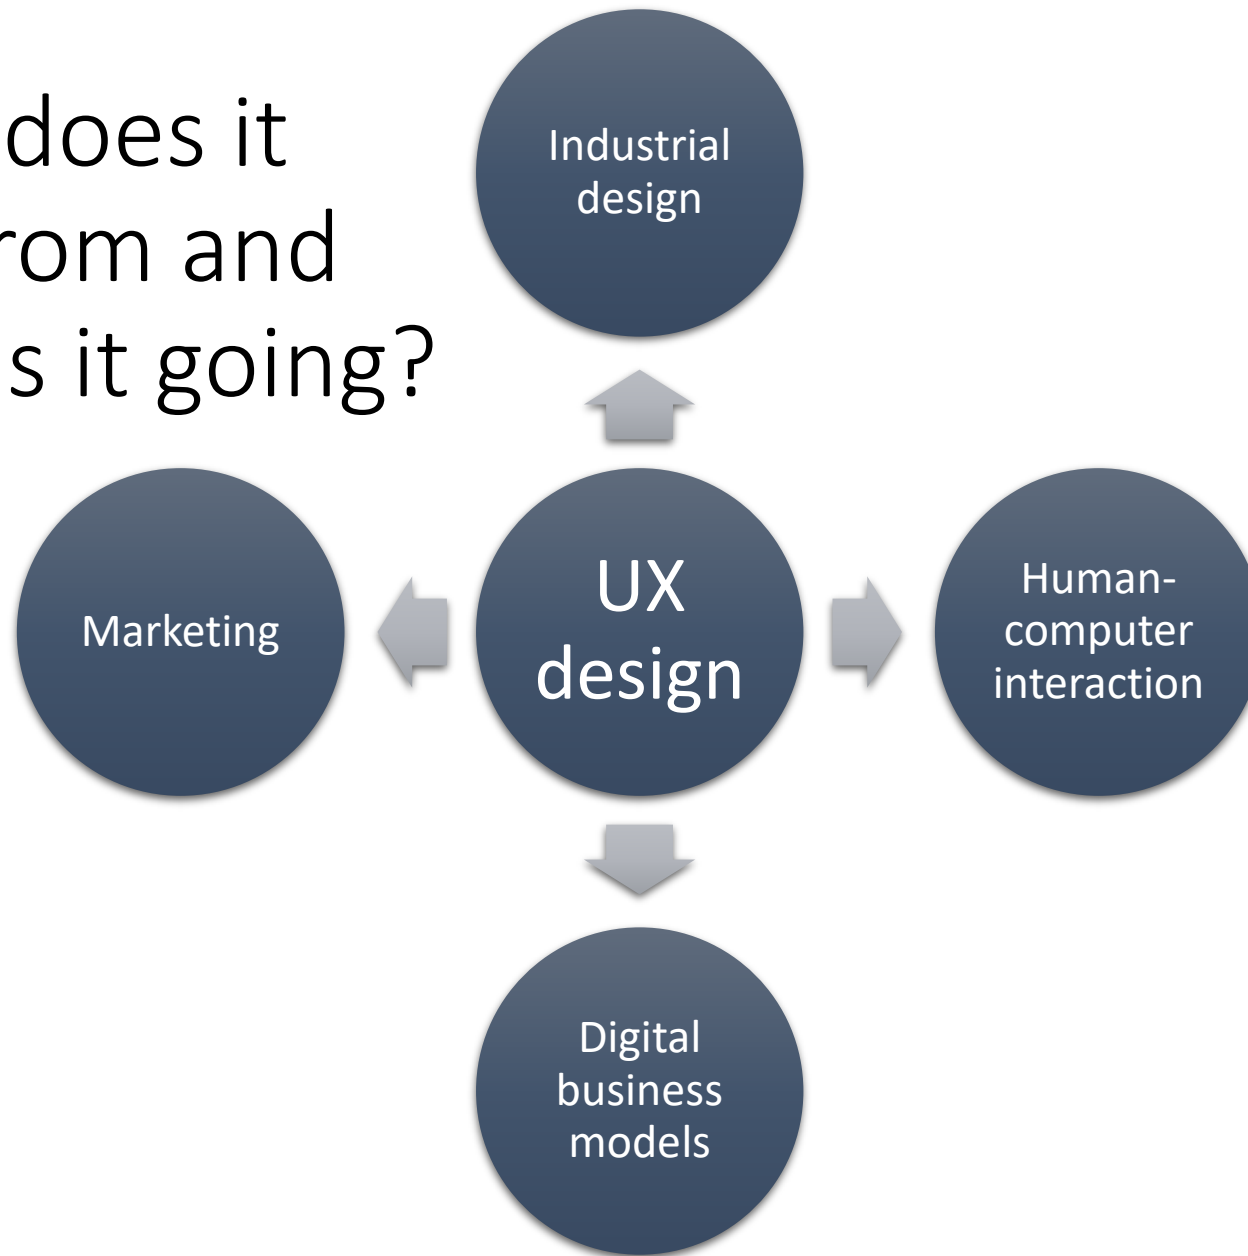 does it
rom and
s it going?
Industrial
design
Marketing
UX
design
Human-
computer
interaction
Digital
business
models